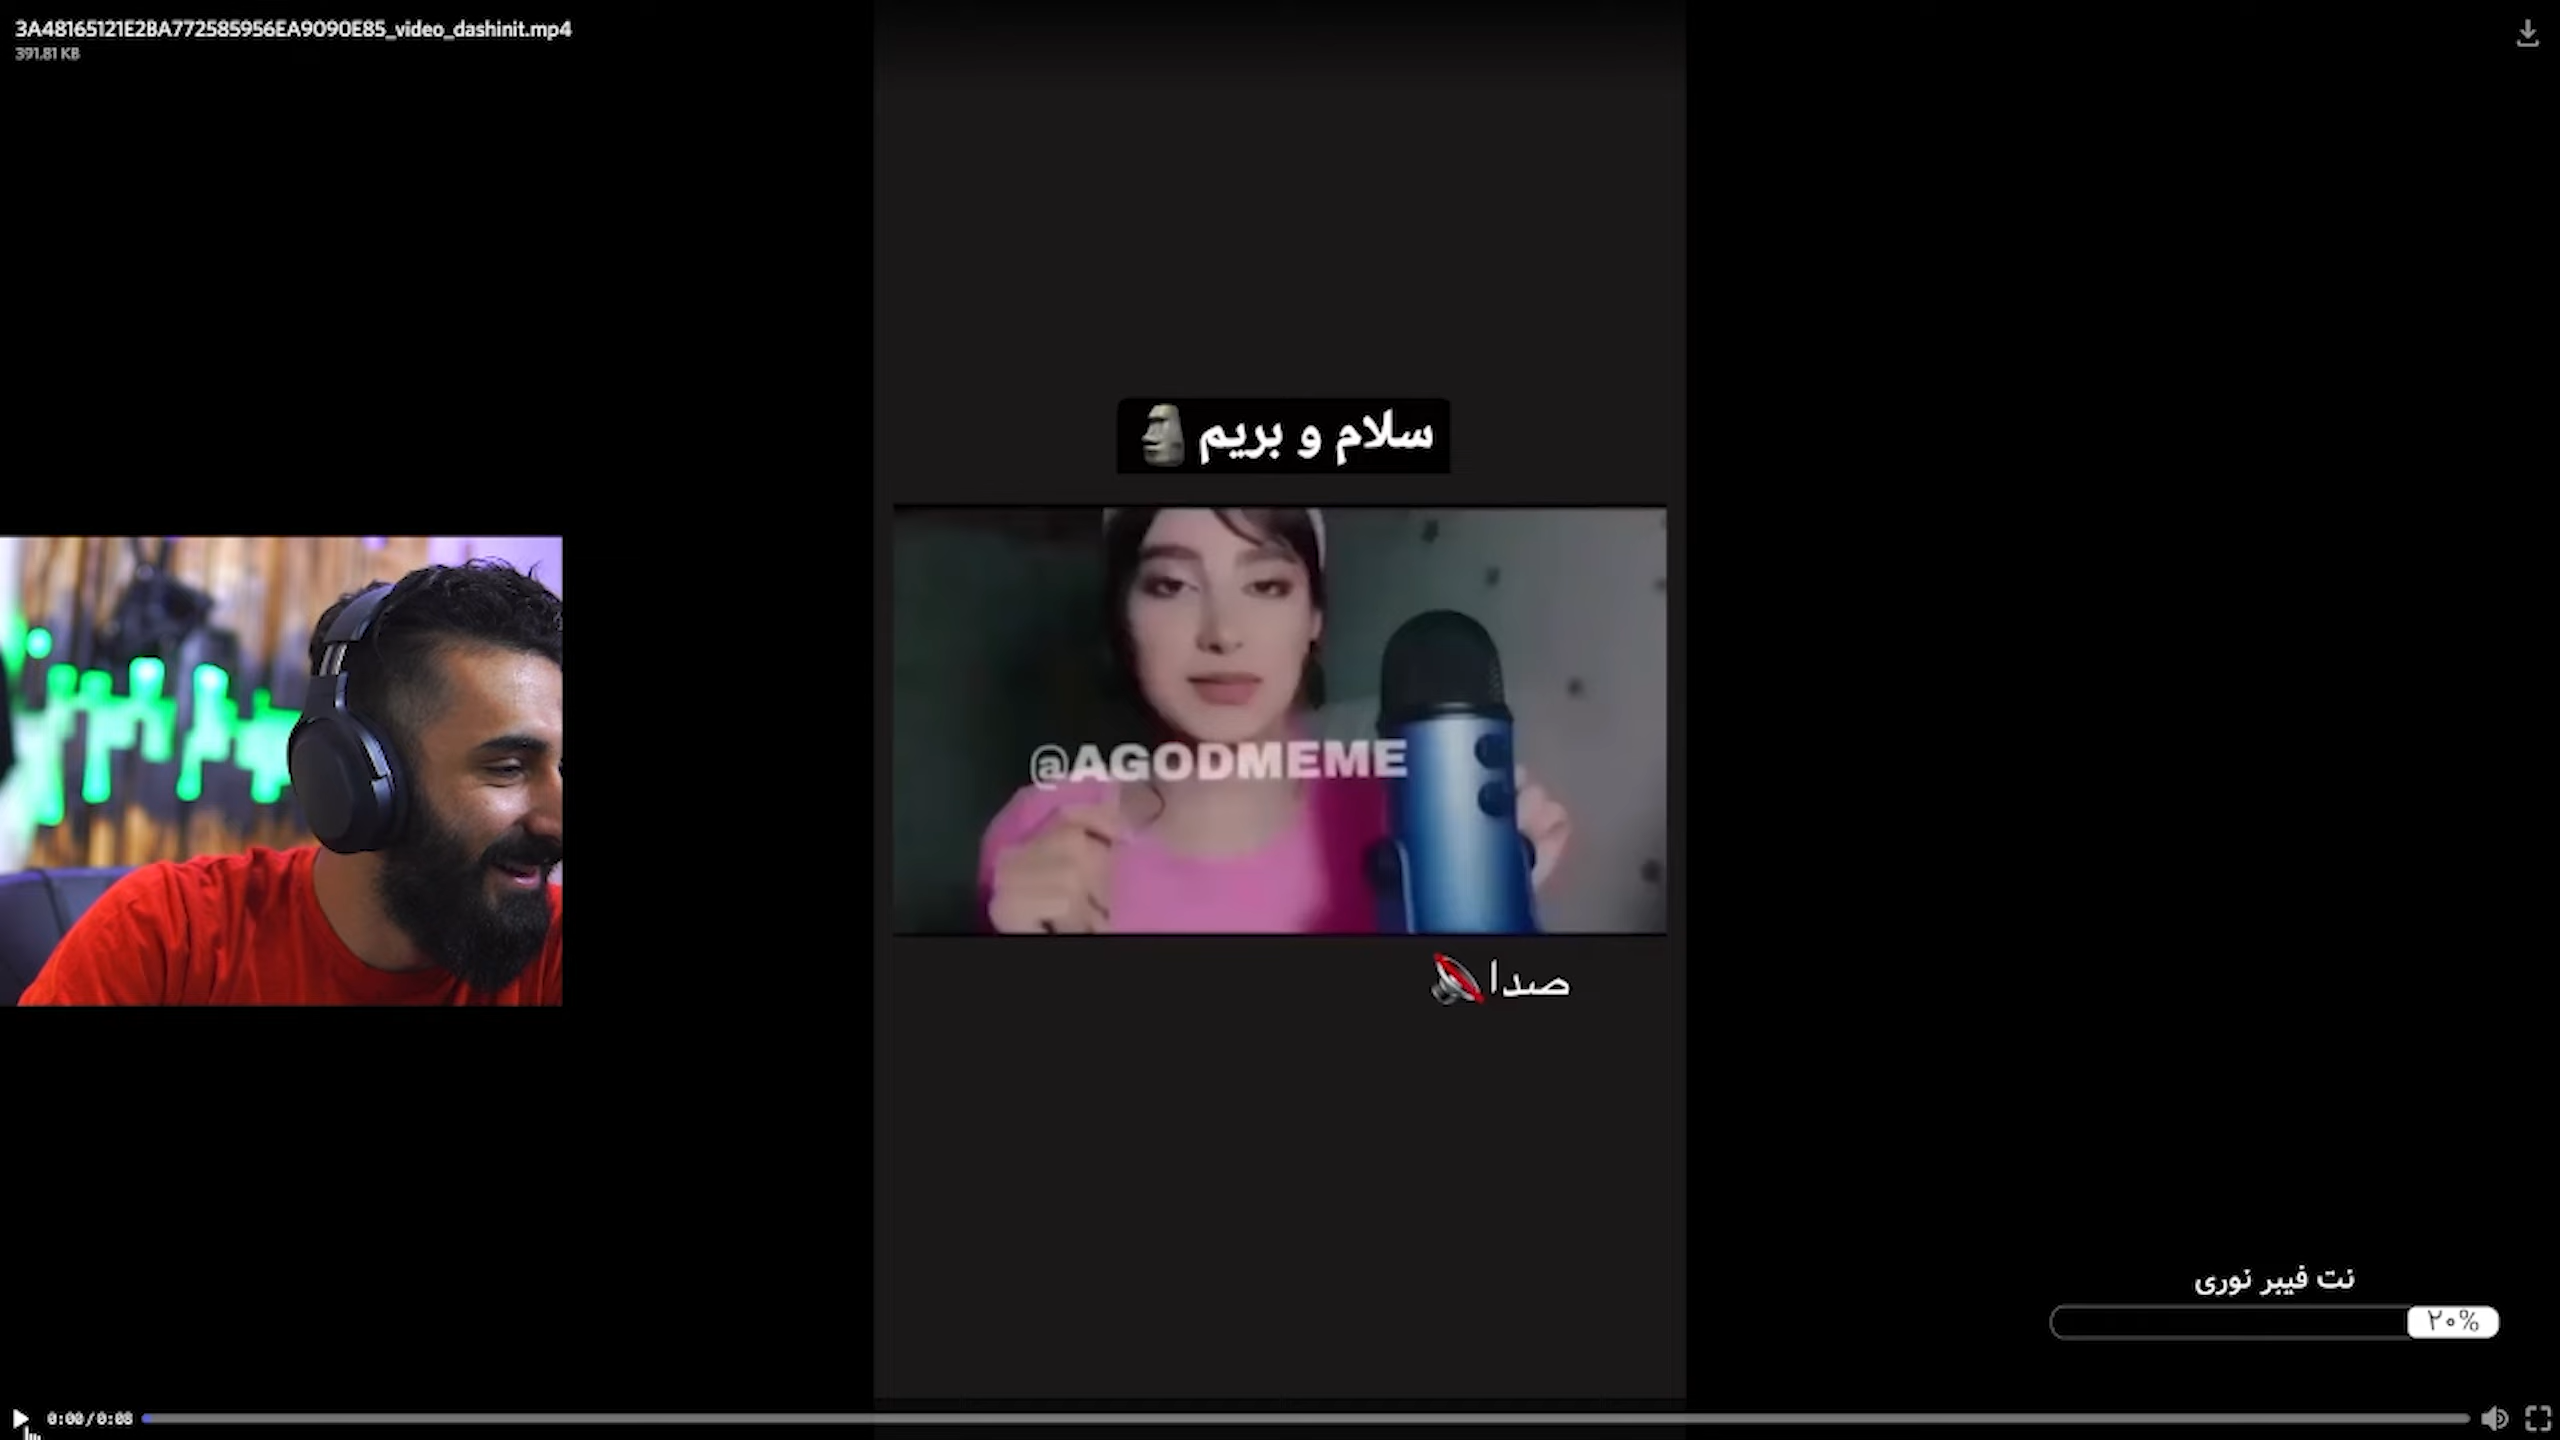 3A48165121E2BA772585956EA9090E85_video_dashinit.mp4
391.81 KB
سلام و بریم
@AGODMEME
صدا
نت فیبر نوری
۲۰%
0:00/0:08